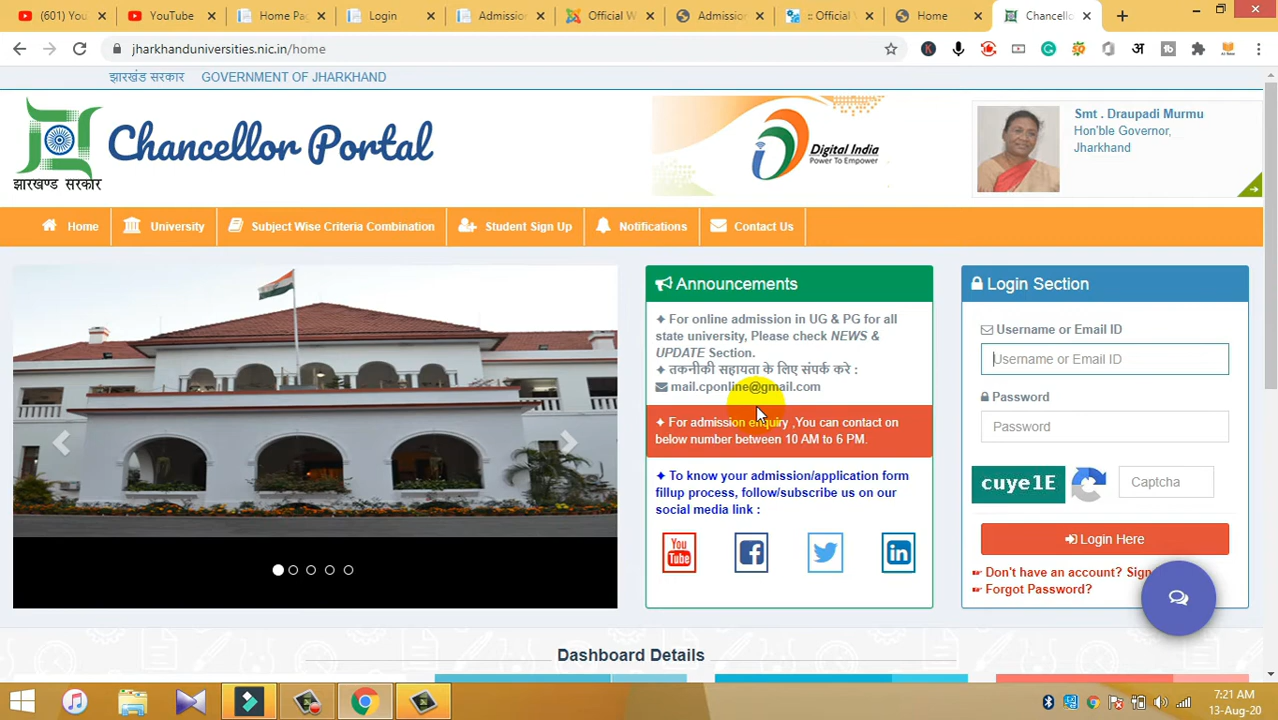 (601) You
YouTube
Home Pa
Login
Admission
Official W
Admission
:: Official
Home
Chancello
jharkhanduniversities.nic.in/home
झारखंड सरकार GOVERNMENT OF JHARKHAND
Chancellor Portal
झारखण्ड सरकार
Digital India
Power To Empower
Smt . Draupadi Murmu
Hon'ble Governor,
Jharkhand
Home
University
Subject Wise Criteria Combination
Student Sign Up
Notifications
Contact Us
Announcements
✦ For online admission in UG & PG for all
state university, Please check NEWS &
UPDATE Section.
✦ तकनीकी सहायता के लिए संपर्क करे :
mail.cponline@gmail.com
✦ For admission enquiry ,You can contact on
below number between 10 AM to 6 PM.
✦ To know your admission/application form
fillup process, follow/subscribe us on our
social media link :
You
Tube
Login Section
Username or Email ID
Username or Email ID
Password
Password
cuye1E
Captcha
Login Here
Don't have an account? Sign
Forgot Password?
Dashboard Details
7:21 AM
13-Aug-20